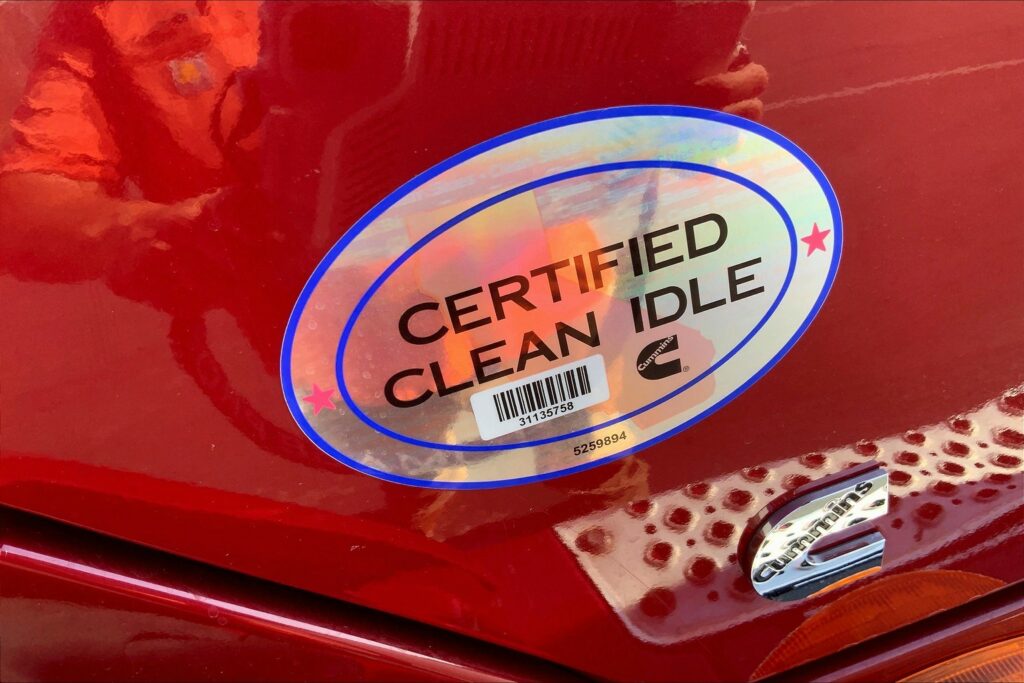 CERTIFIED
CLEAN IDLE
Cummins
®
31135758
5259894
Cummins